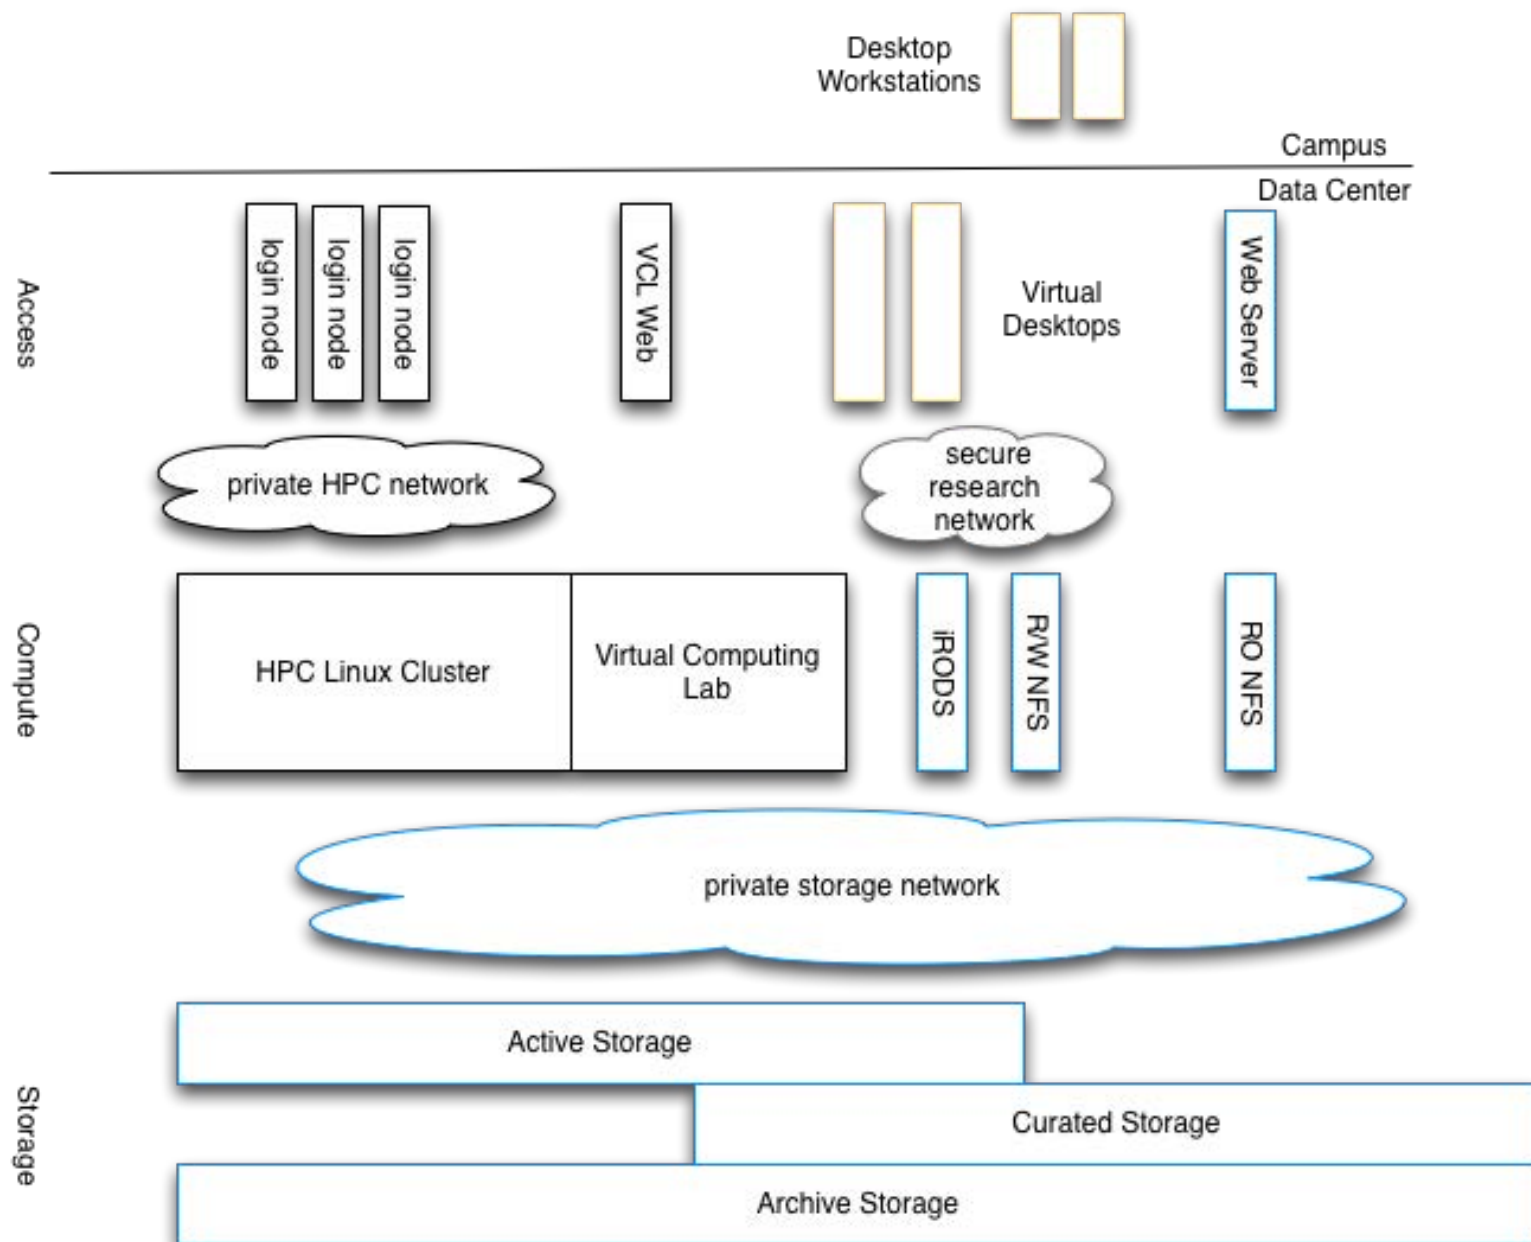 Desktop
Workstations
Campus
Data Center
Access
login node
login node
login node
VCL Web
Virtual
Desktops
Web Server
private HPC network
secure
research
network
Compute
HPC Linux Cluster
Virtual Computing
Lab
iRODS
R/W NFS
RO NFS
private storage network
Storage
Active Storage
Curated Storage
Archive Storage